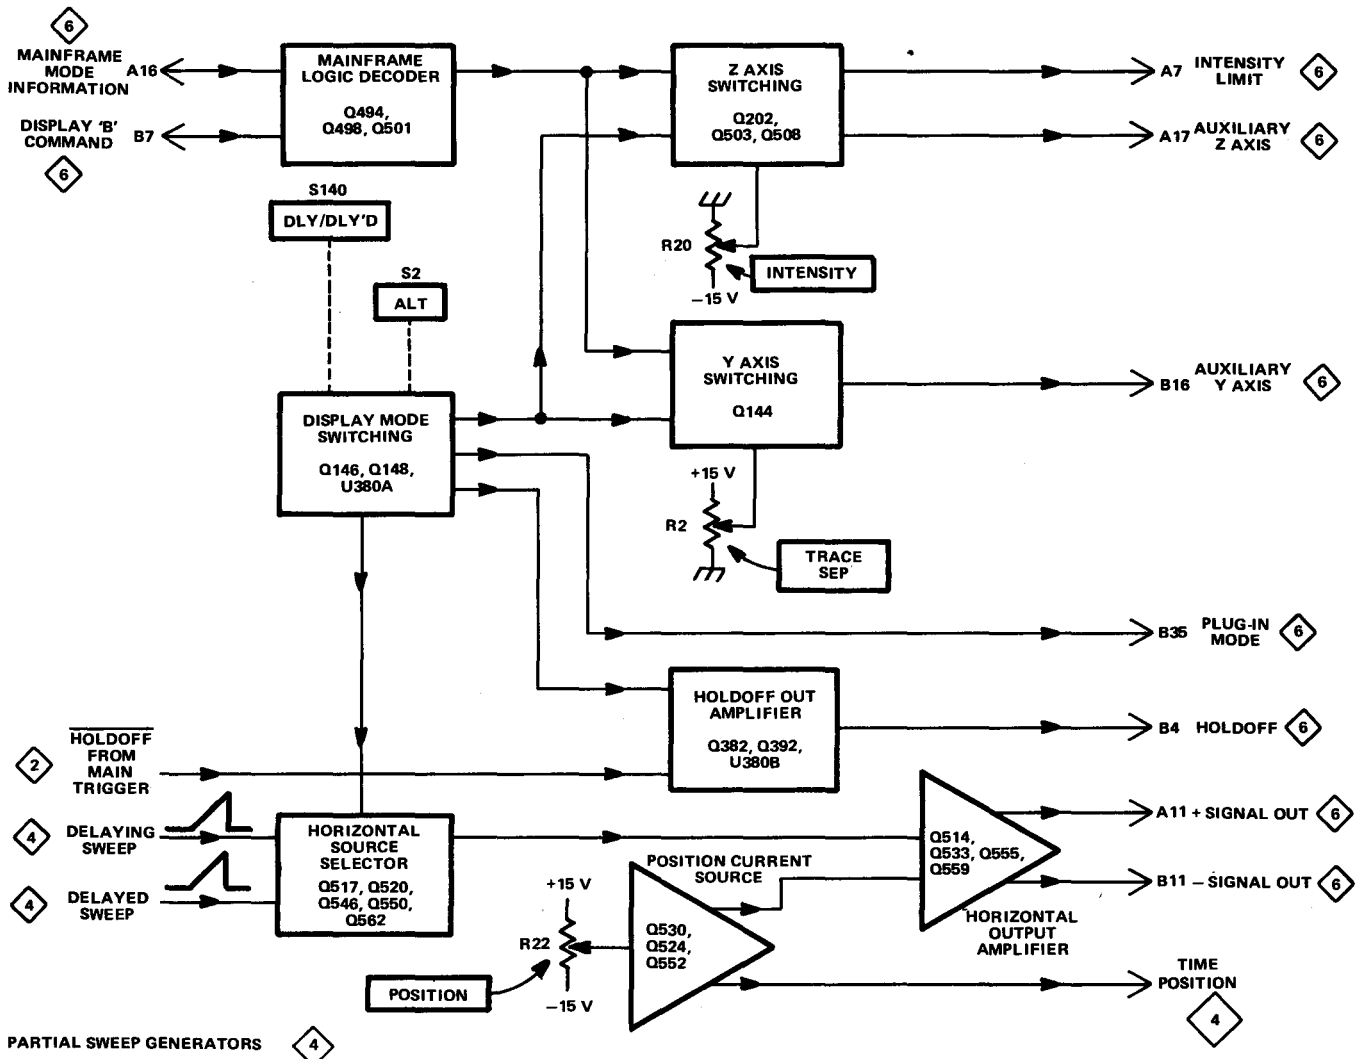 6
MAINFRAME
MODE
INFORMATION
A16
DISPLAY 'B'
COMMAND
B7
6
MAINFRAME
LOGIC DECODER
Q494,
Q498, Q501
Z AXIS
SWITCHING
Q202,
Q503, Q508
A7
INTENSITY
LIMIT
6
A17
AUXILIARY
Z AXIS
6
S140
DLY/DLY'D
S2
ALT
R20
INTENSITY
−15 V
Y AXIS
SWITCHING
Q144
B16
AUXILIARY
Y AXIS
6
DISPLAY MODE
SWITCHING
Q146, Q148,
U380A
+15 V
R2
TRACE
SEP
B35
PLUG-IN
MODE
6
HOLDOFF OUT
AMPLIFIER
Q382, Q392,
U380B
B4
HOLDOFF
6
2
HOLDOFF
FROM
MAIN
TRIGGER
4
DELAYING
SWEEP
4
DELAYED
SWEEP
HORIZONTAL
SOURCE
SELECTOR
Q517, Q520,
Q546, Q550,
Q562
POSITION CURRENT
SOURCE
+15 V
R22
−15 V
POSITION
Q530,
Q524,
Q552
Q514,
Q533, Q555,
Q559
HORIZONTAL
OUTPUT
AMPLIFIER
A11 + SIGNAL OUT
6
B11 − SIGNAL OUT
6
TIME
POSITION
4
PARTIAL SWEEP GENERATORS
4